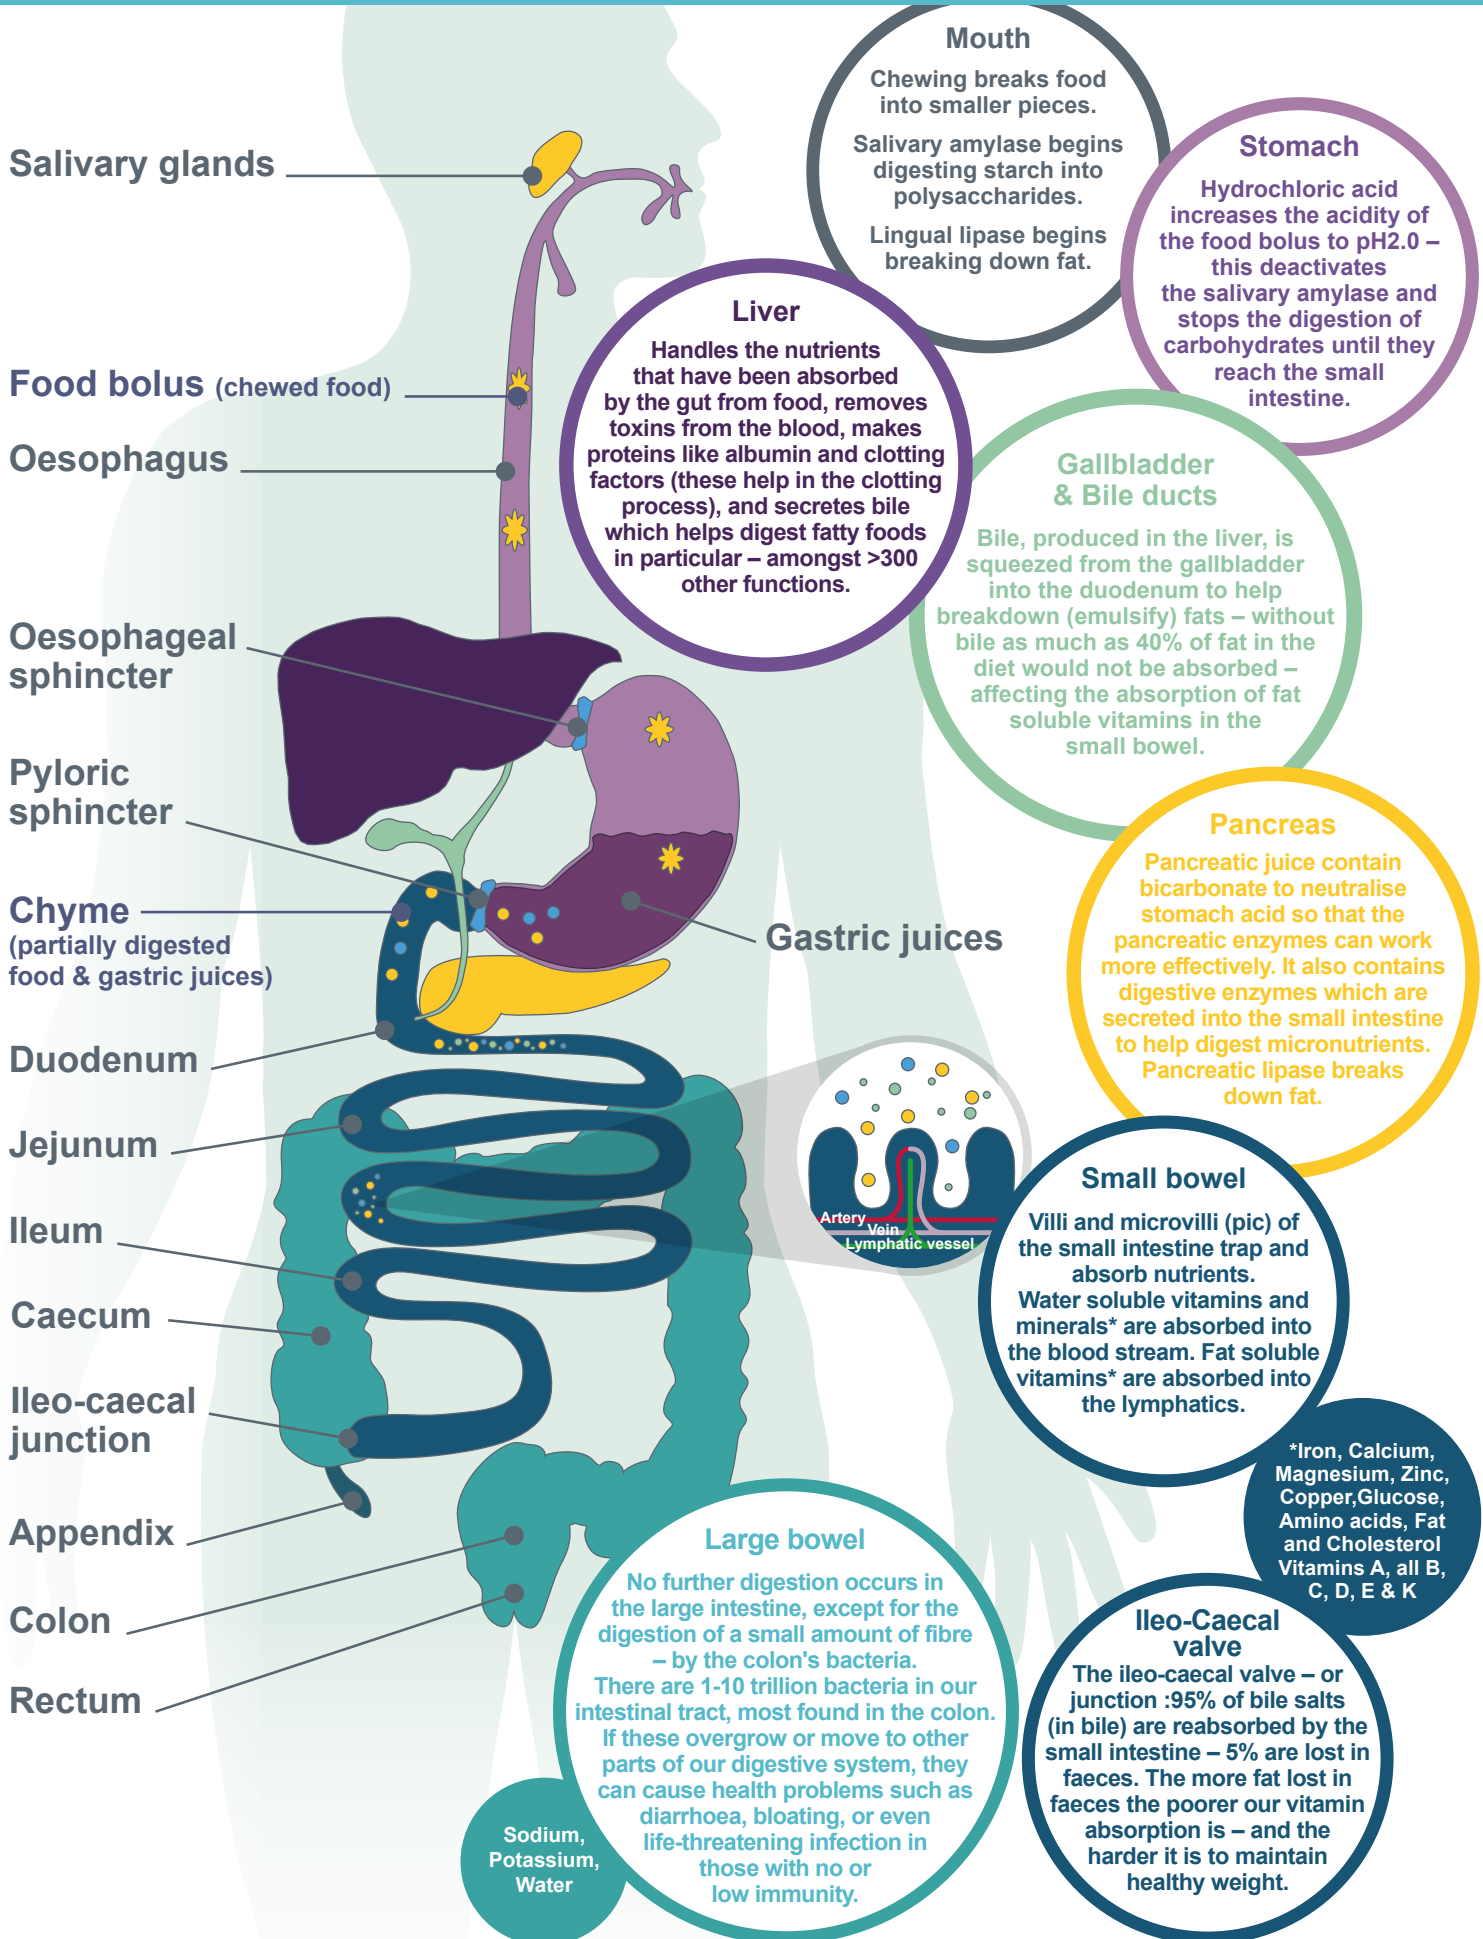 Mouth
Chewing breaks food
into smaller pieces.
Salivary amylase begins
digesting starch into
polysaccharides.
Lingual lipase begins
breaking down fat.
Stomach
Hydrochloric acid
increases the acidity of
the food bolus to pH2.0 –
this deactivates
the salivary amylase and
stops the digestion of
carbohydrates until they
reach the small
intestine.
Liver
Handles the nutrients
that have been absorbed
by the gut from food, removes
toxins from the blood, makes
proteins like albumin and clotting
factors (these help in the clotting
process), and secretes bile
which helps digest fatty foods
in particular – amongst >300
other functions.
Gallbladder
& Bile ducts
Bile, produced in the liver, is
squeezed from the gallbladder
into the duodenum to help
breakdown (emulsify) fats – without
bile as much as 40% of fat in the
diet would not be absorbed –
affecting the absorption of fat
soluble vitamins in the
small bowel.
Pancreas
Pancreatic juice contain
bicarbonate to neutralise
stomach acid so that the
pancreatic enzymes can work
more effectively. It also contains
digestive enzymes which are
secreted into the small intestine
to help digest micronutrients.
Pancreatic lipase breaks
down fat.
Small bowel
Villi and microvilli (pic) of
the small intestine trap and
absorb nutrients.
Water soluble vitamins and
minerals* are absorbed into
the blood stream. Fat soluble
vitamins* are absorbed into
the lymphatics.
*Iron, Calcium,
Magnesium, Zinc,
Copper,Glucose,
Amino acids, Fat
and Cholesterol
Vitamins A, all B,
C, D, E & K
Ileo-Caecal
valve
The ileo-caecal valve – or
junction :95% of bile salts
(in bile) are reabsorbed by the
small intestine – 5% are lost in
faeces. The more fat lost in
faeces the poorer our vitamin
absorption is – and the
harder it is to maintain
healthy weight.
Large bowel
No further digestion occurs in
the large intestine, except for the
digestion of a small amount of fibre
– by the colon's bacteria.
There are 1-10 trillion bacteria in our
intestinal tract, most found in the colon.
If these overgrow or move to other
parts of our digestive system, they
can cause health problems such as
diarrhoea, bloating, or even
life-threatening infection in
those with no or
low immunity.
Sodium,
Potassium,
Water
Salivary glands
Food bolus (chewed food)
Oesophagus
Oesophageal
sphincter
Pyloric
sphincter
Chyme
(partially digested
food & gastric juices)
Gastric juices
Duodenum
Jejunum
Ileum
Caecum
Ileo-caecal
junction
Appendix
Colon
Rectum
Artery
Vein
Lymphatic vessel